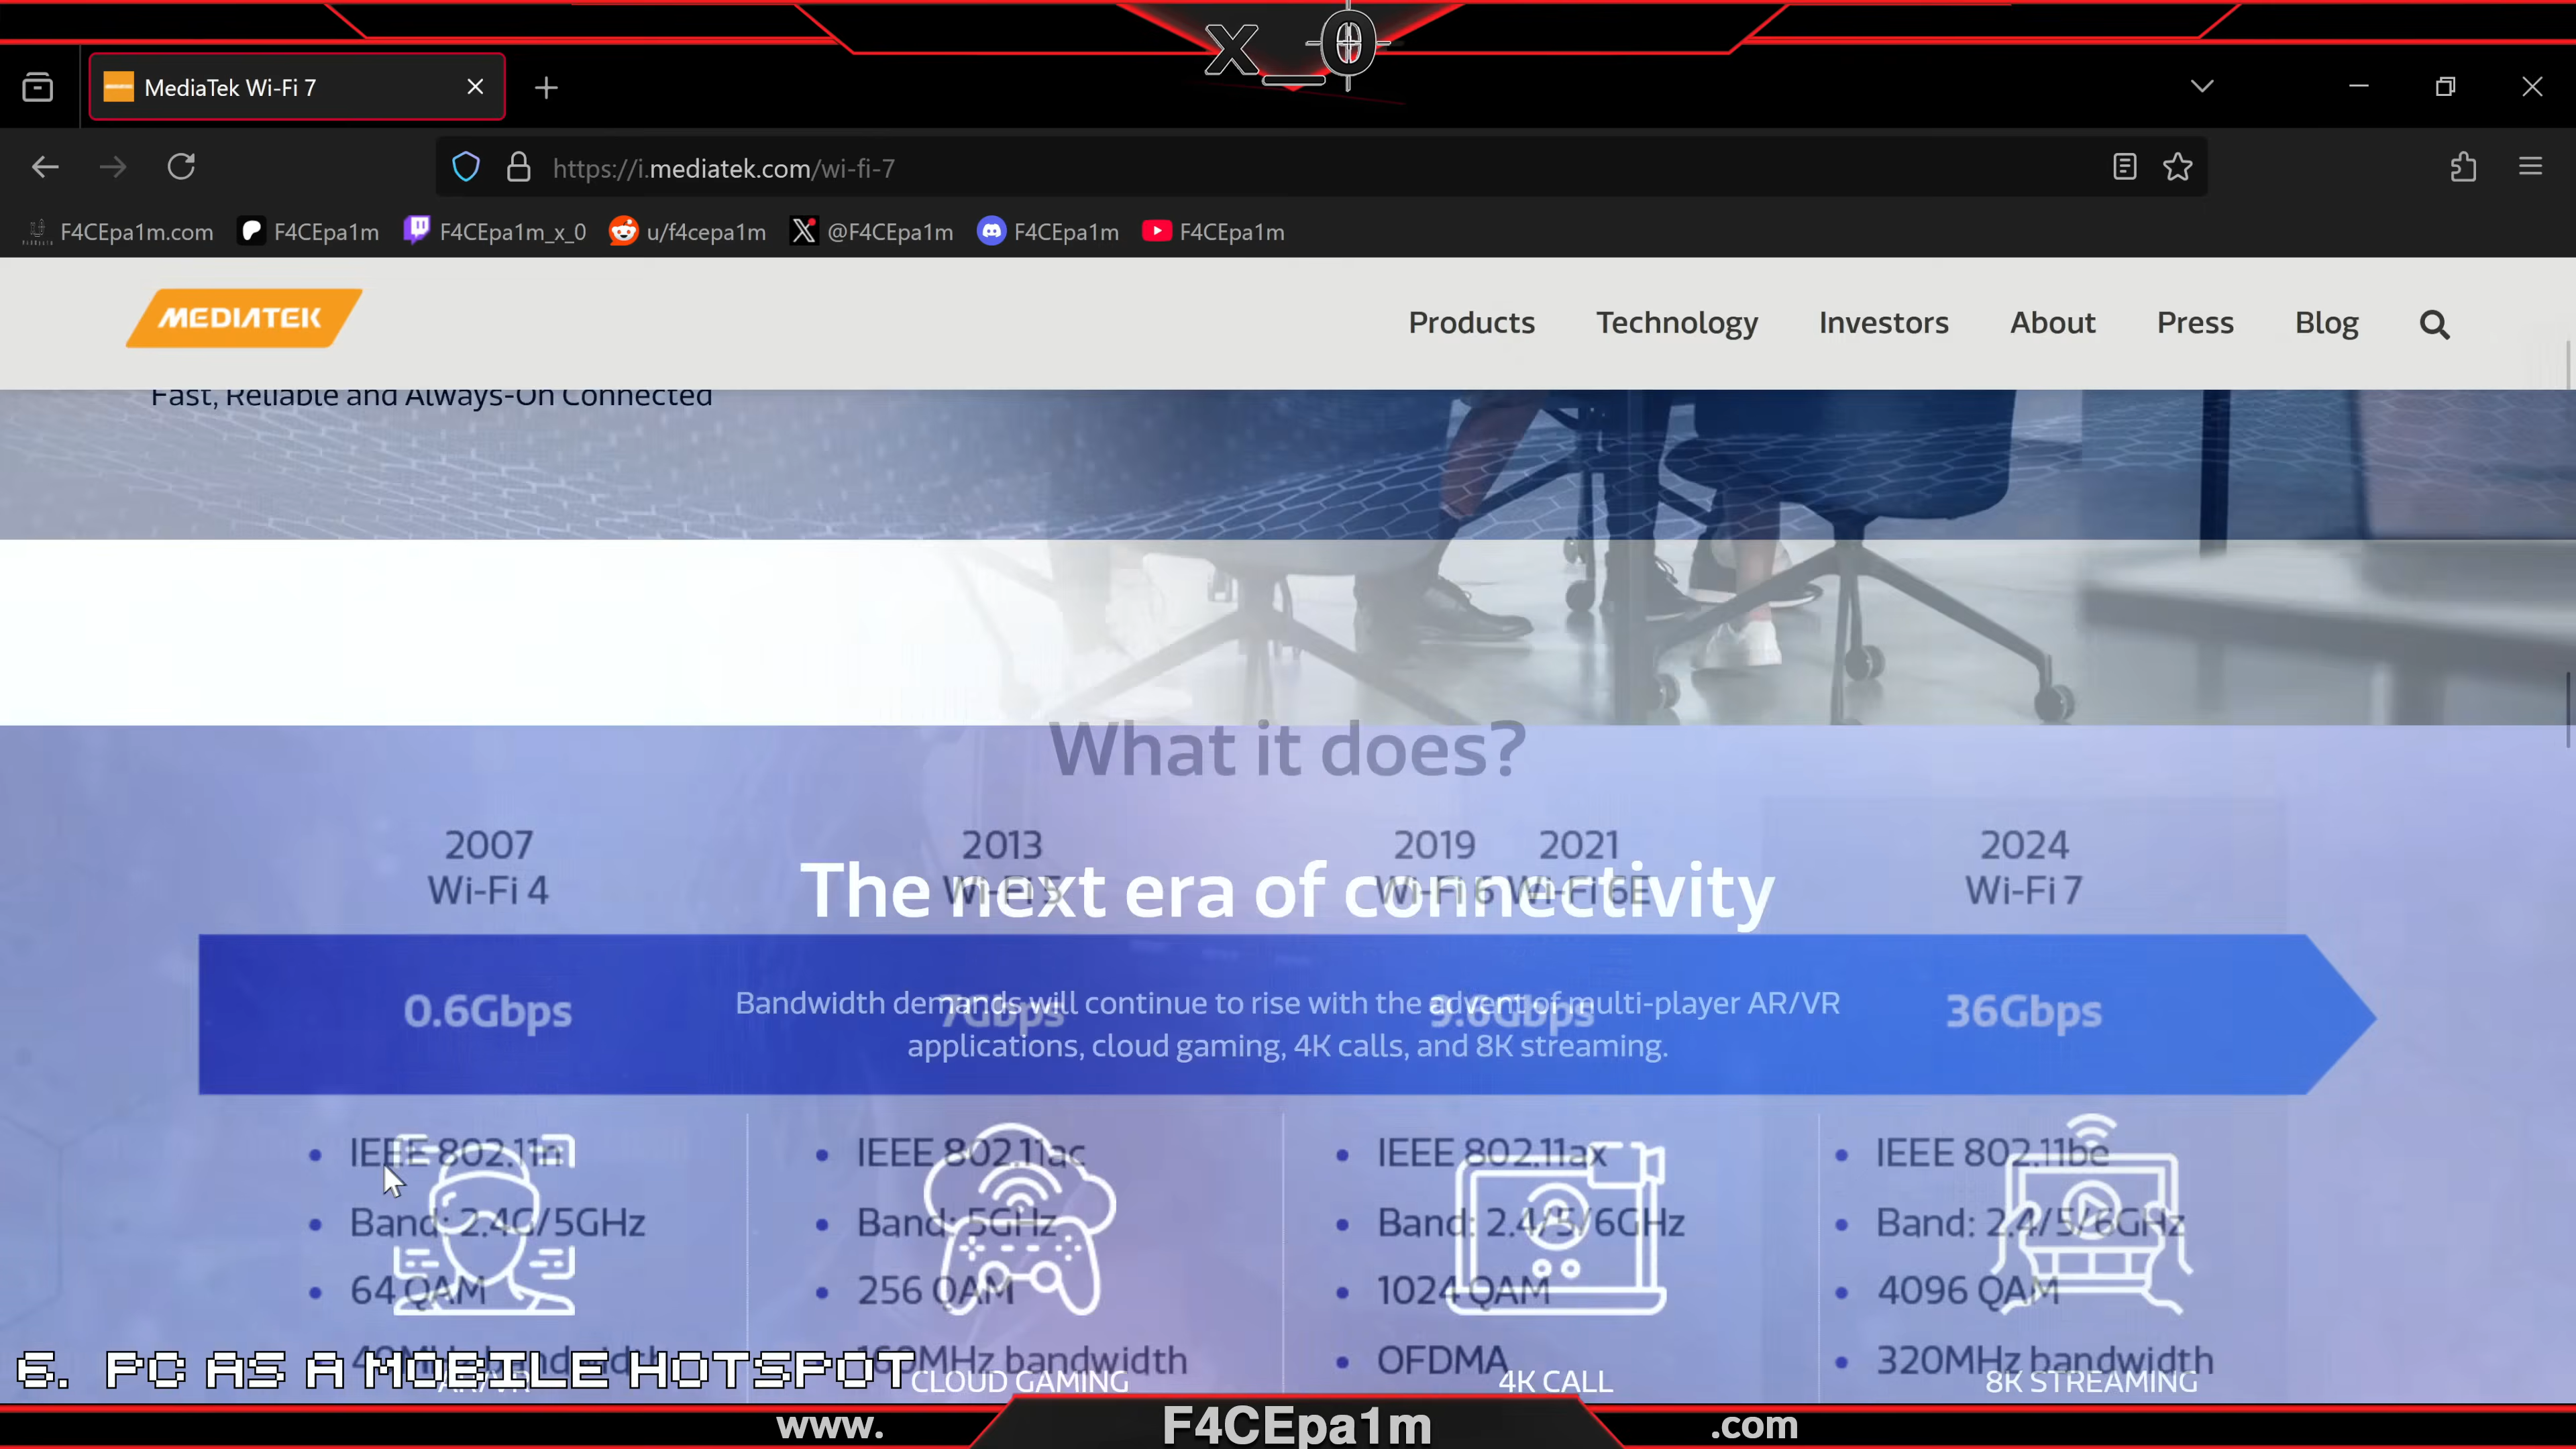 x_0
MediaTek Wi-Fi 7
https://i.mediatek.com/wi-fi-7
F4CEpa1m.com F4CEpa1m F4CEpa1m_x_0 u/f4cepa1m @F4CEpa1m F4CEpa1m F4CEpa1m
MEDIATEK
Products Technology Investors About Press Blog
Fast, Reliable and Always-On Connected
What it does?
2007 2013 2019 2021 2024
Wi-Fi 4 Wi-Fi 5 Wi-Fi 6 Wi-Fi 6E Wi-Fi 7
The next era of connectivity
0.6Gbps 7Gbps 9.6Gbps 36Gbps
Bandwidth demands will continue to rise with the advent of multi-player AR/VR
applications, cloud gaming, 4K calls, and 8K streaming.
IEEE 802.11n IEEE 802.11ac IEEE 802.11ax IEEE 802.11be
Band: 2.4G/5GHz Band: 5GHz Band: 2.4/5/6GHz Band: 2.4/5/6GHz
64 QAM 256 QAM 1024 QAM 4096 QAM
40MHz bandwidth 160MHz bandwidth OFDMA 320MHz bandwidth
AR/VR CLOUD GAMING 4K CALL 8K STREAMING
6. PC AS A MOBILE HOTSPOT
www. F4CEpa1m .com